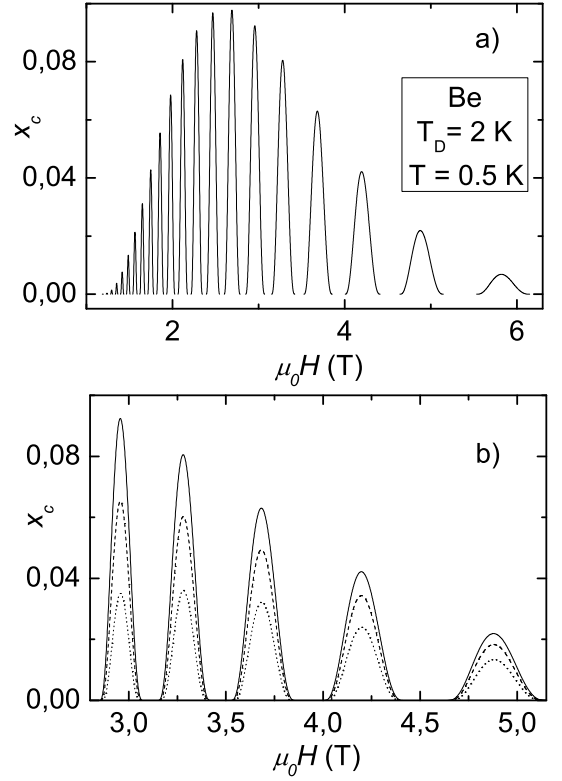 a)
0,08
Be
x_c
T_D= 2 K
0,04
T = 0.5 K
0,00
2 4 6
μ_0H (T)
b)
0,08
x_c
0,04
0,00
3,0 3,5 4,0 4,5 5,0
μ_0H (T)